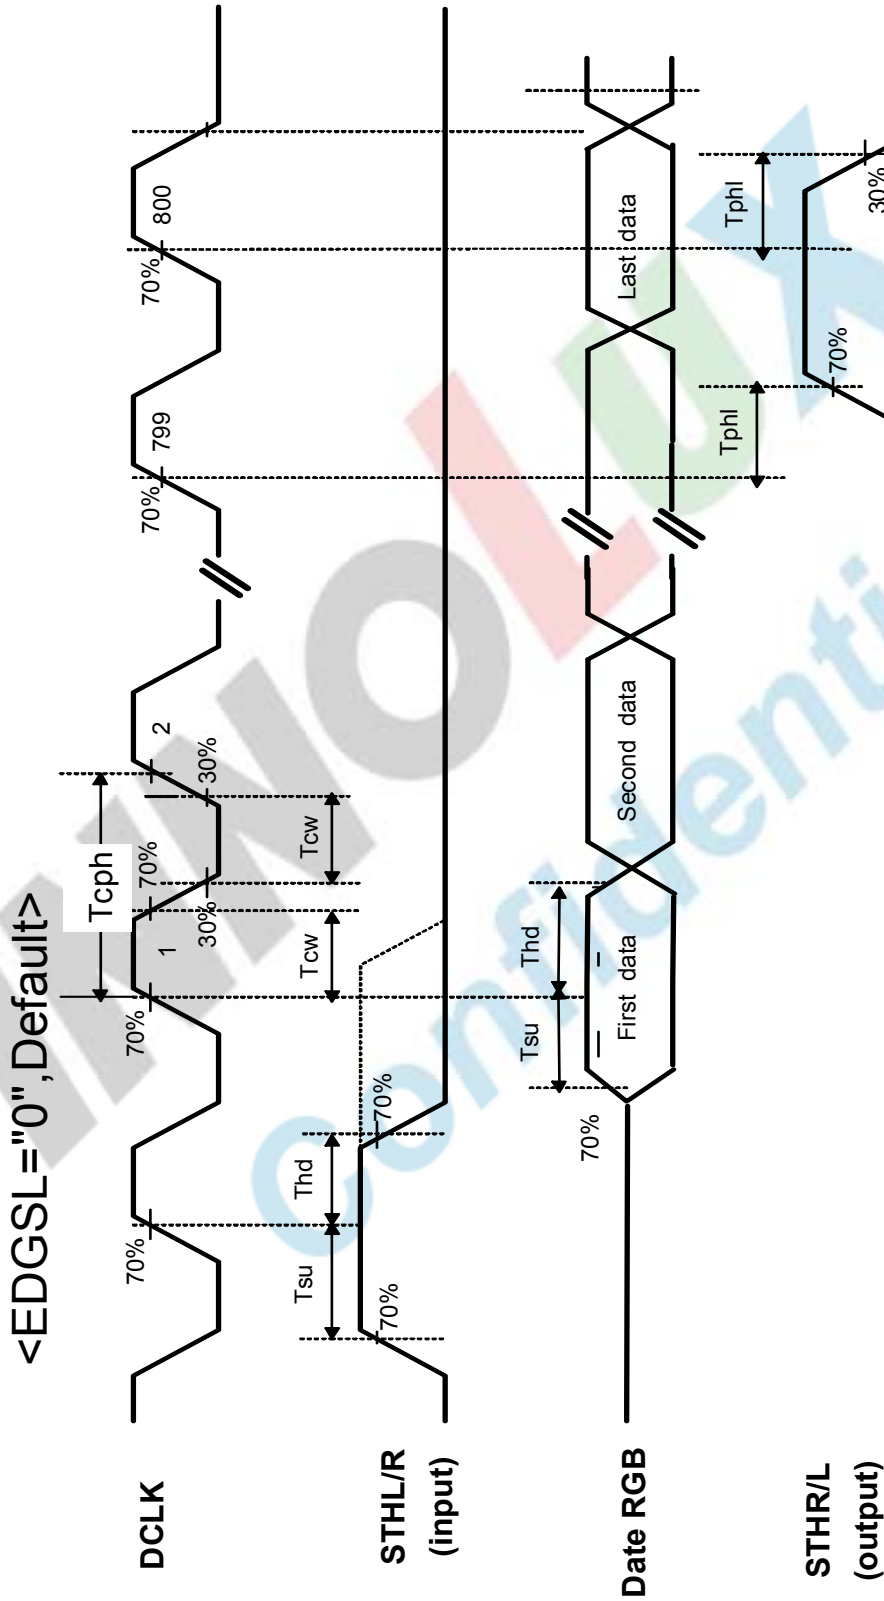 <EDGSL="0",Default>
Tcph
DCLK
70%
70%
1
70%
30%
30%
2
70%
799
70%
800
Tcw
Tcw
STHL/R
(input)
Tsu
Thd
70%
70%
Date RGB
70%
Tsu
Thd
First data
Second data
Last data
STHR/L
(output)
Tphl
Tphl
70%
30%
INNOLUX
Confidenti